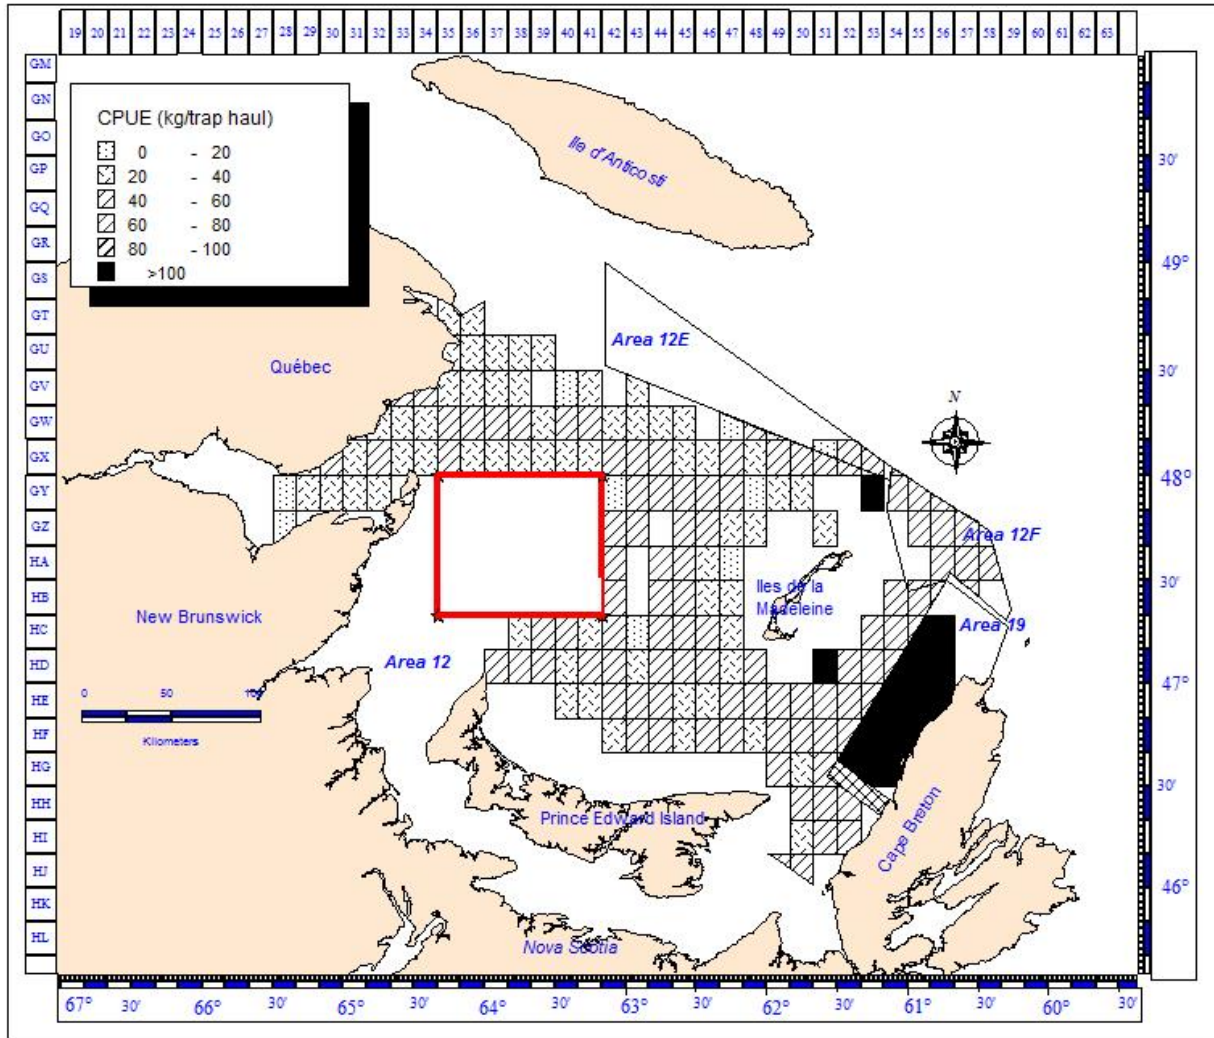 19 20 21 22 23 24 25 26 27 28 29 30 31 32 33 34 35 36 37 38 39 40 41 42 43 44 45 46 47 48 49 50 51 52 53 54 55 56 57 58 59 60 61 62 63
GM
GN
GO
GP
GQ
GR
GS
GT
GU
GV
GW
GX
GY
GZ
HA
HB
HC
HD
HE
HF
HG
HH
HI
HJ
HK
HL
CPUE (kg/trap haul)
0 - 20
20 - 40
40 - 60
60 - 80
80 - 100
>100
Ile d'Anticosti
30'
49°
Area 12E
Québec
30'
N
48°
Area 12F
30'
Iles de la
Madeleine
New Brunswick
Area 19
Area 12
47°
0 50
Kilometers
30'
Prince Edward Island
Cape Breton
46°
Nova Scotia
67° 30' 66° 30' 65° 30' 64° 30' 63° 30' 62° 30' 61° 30' 60° 30'